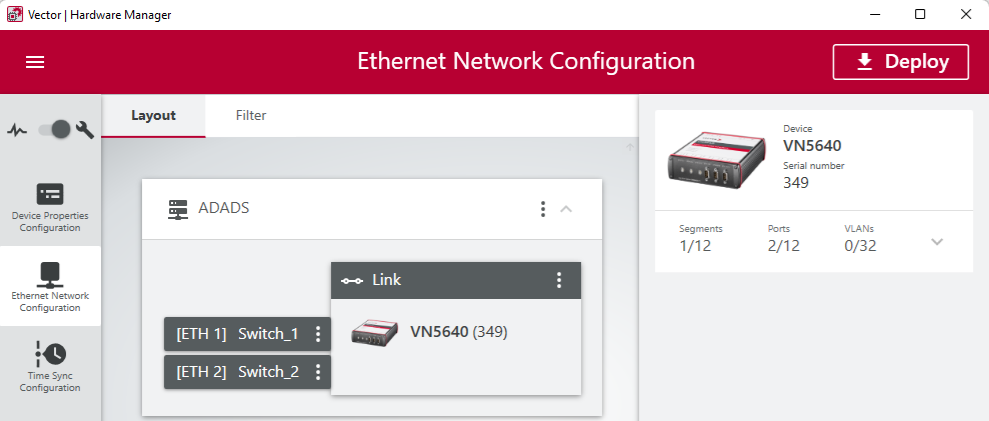 Vector | Hardware Manager
Ethernet Network Configuration
Deploy
Layout
Filter
Device Properties
Configuration
Ethernet Network
Configuration
Time Sync
Configuration
ADADS
Link
[ETH 1] Switch_1
[ETH 2] Switch_2
VN5640 (349)
Device
VN5640
Serial number
349
Segments Ports VLANs
1/12 2/12 0/32